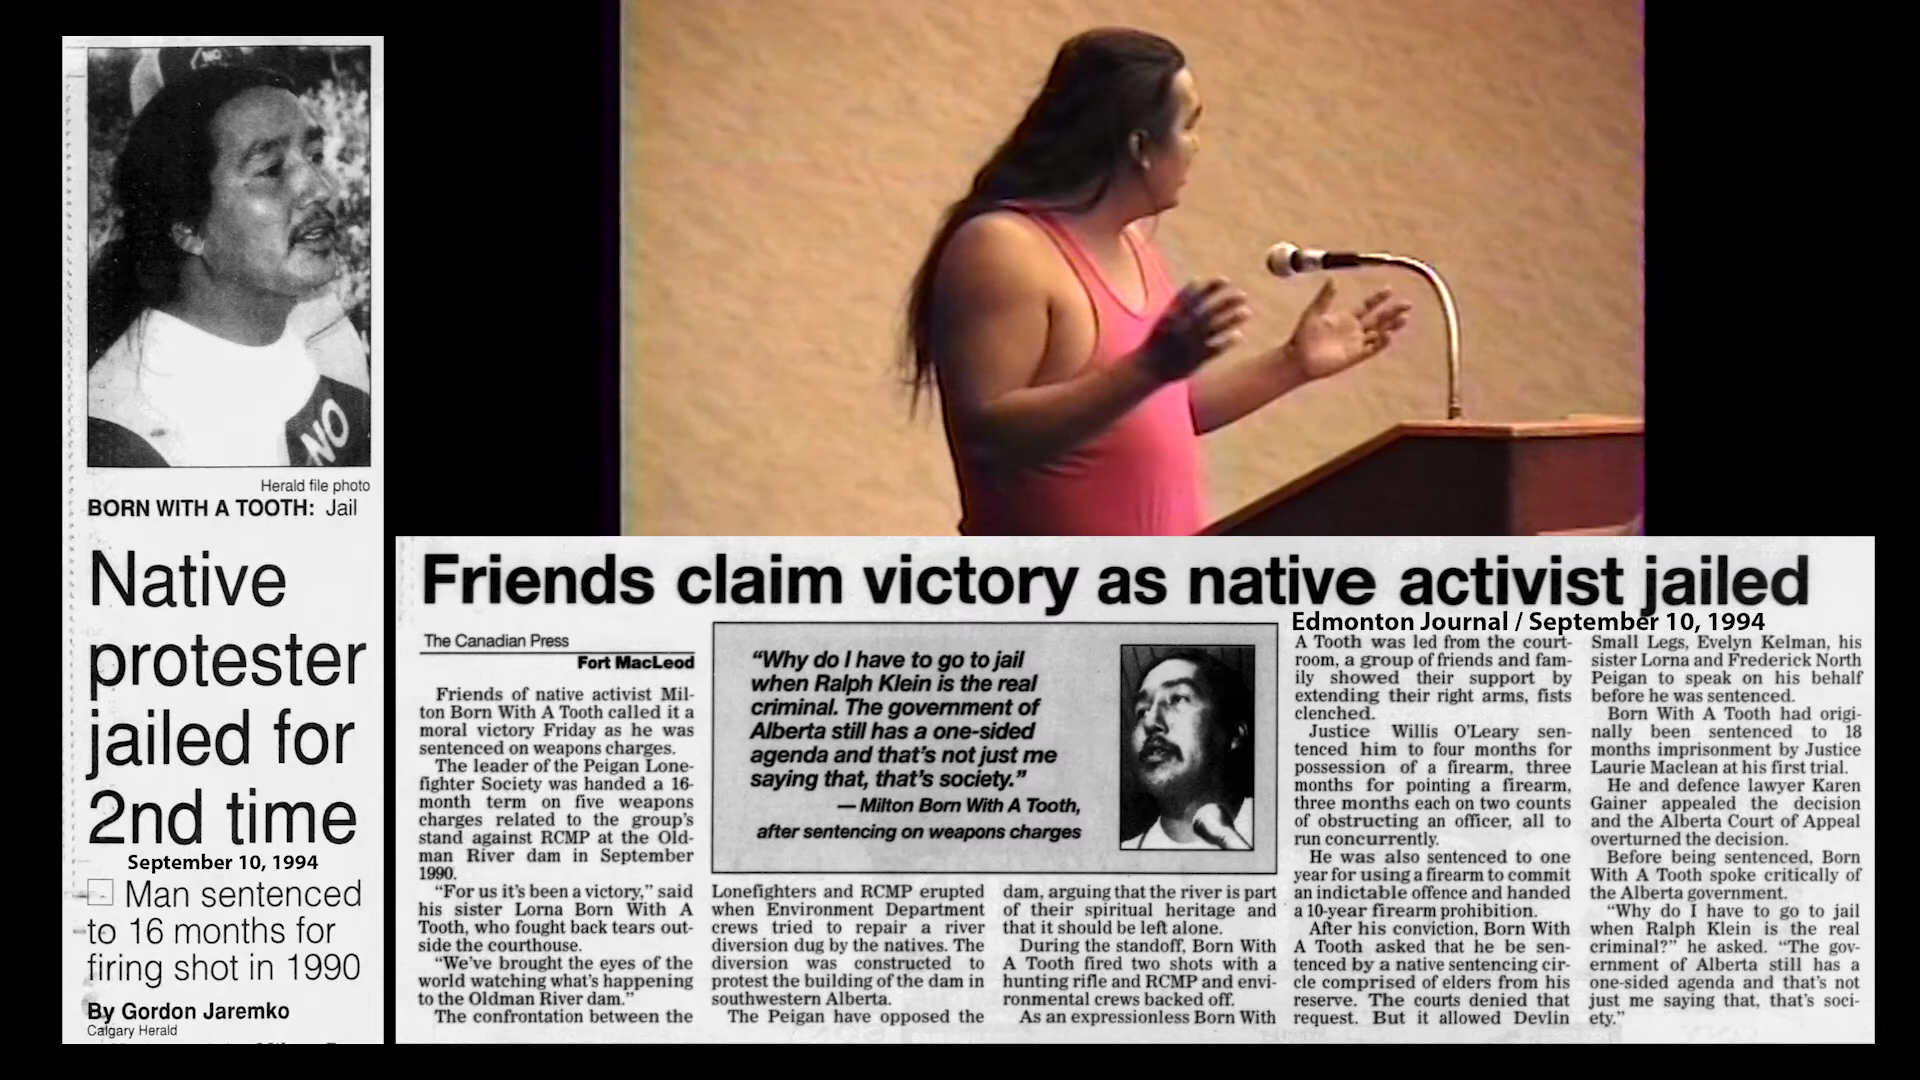 NO
NO
Herald file photo
BORN WITH A TOOTH: Jail
Native
protester
jailed for
2nd time
September 10, 1994
Man sentenced
to 16 months for
firing shot in 1990
By Gordon Jaremko
Calgary Herald
Friends claim victory as native activist jailed
Edmonton Journal / September 10, 1994
The Canadian Press
Fort MacLeod
Friends of native activist Mil-
ton Born With A Tooth called it a
moral victory Friday as he was
sentenced on weapons charges.
The leader of the Peigan Lone-
fighter Society was handed a 16-
month term on five weapons
charges related to the group's
stand against RCMP at the Old-
man River dam in September
1990.
"For us it's been a victory," said
his sister Lorna Born With A
Tooth, who fought back tears out-
side the courthouse.
"We've brought the eyes of the
world watching what's happening
to the Oldman River dam."
The confrontation between the
"Why do I have to go to jail
when Ralph Klein is the real
criminal. The government of
Alberta still has a one-sided
agenda and that's not just me
saying that, that's society."
— Milton Born With A Tooth,
after sentencing on weapons charges
Lonefighters and RCMP erupted
when Environment Department
crews tried to repair a river
diversion dug by the natives. The
diversion was constructed to
protest the building of the dam in
southwestern Alberta.
The Peigan have opposed the
dam, arguing that the river is part
of their spiritual heritage and
that it should be left alone.
During the standoff, Born With
A Tooth fired two shots with a
hunting rifle and RCMP and envi-
ronmental crews backed off.
As an expressionless Born With
A Tooth was led from the court-
room, a group of friends and fam-
ily showed their support by
extending their right arms, fists
clenched.
Justice Willis O'Leary sen-
tenced him to four months for
possession of a firearm, three
months for pointing a firearm,
three months each on two counts
of obstructing an officer, all to
run concurrently.
He was also sentenced to one
year for using a firearm to commit
an indictable offence and handed
a 10-year firearm prohibition.
After his conviction, Born With
A Tooth asked that he be sen-
tenced by a native sentencing cir-
cle comprised of elders from his
reserve. The courts denied that
request. But it allowed Devlin
Small Legs, Evelyn Kelman, his
sister Lorna and Frederick North
Peigan to speak on his behalf
before he was sentenced.
Born With A Tooth had origi-
nally been sentenced to 18
months imprisonment by Justice
Laurie Maclean at his first trial.
He and defence lawyer Karen
Gainer appealed the decision
and the Alberta Court of Appeal
overturned the decision.
Before being sentenced, Born
With A Tooth spoke critically of
the Alberta government.
"Why do I have to go to jail
when Ralph Klein is the real
criminal?" he asked. "The gov-
ernment of Alberta still has a
one-sided agenda and that's not
just me saying that, that's soci-
ety."